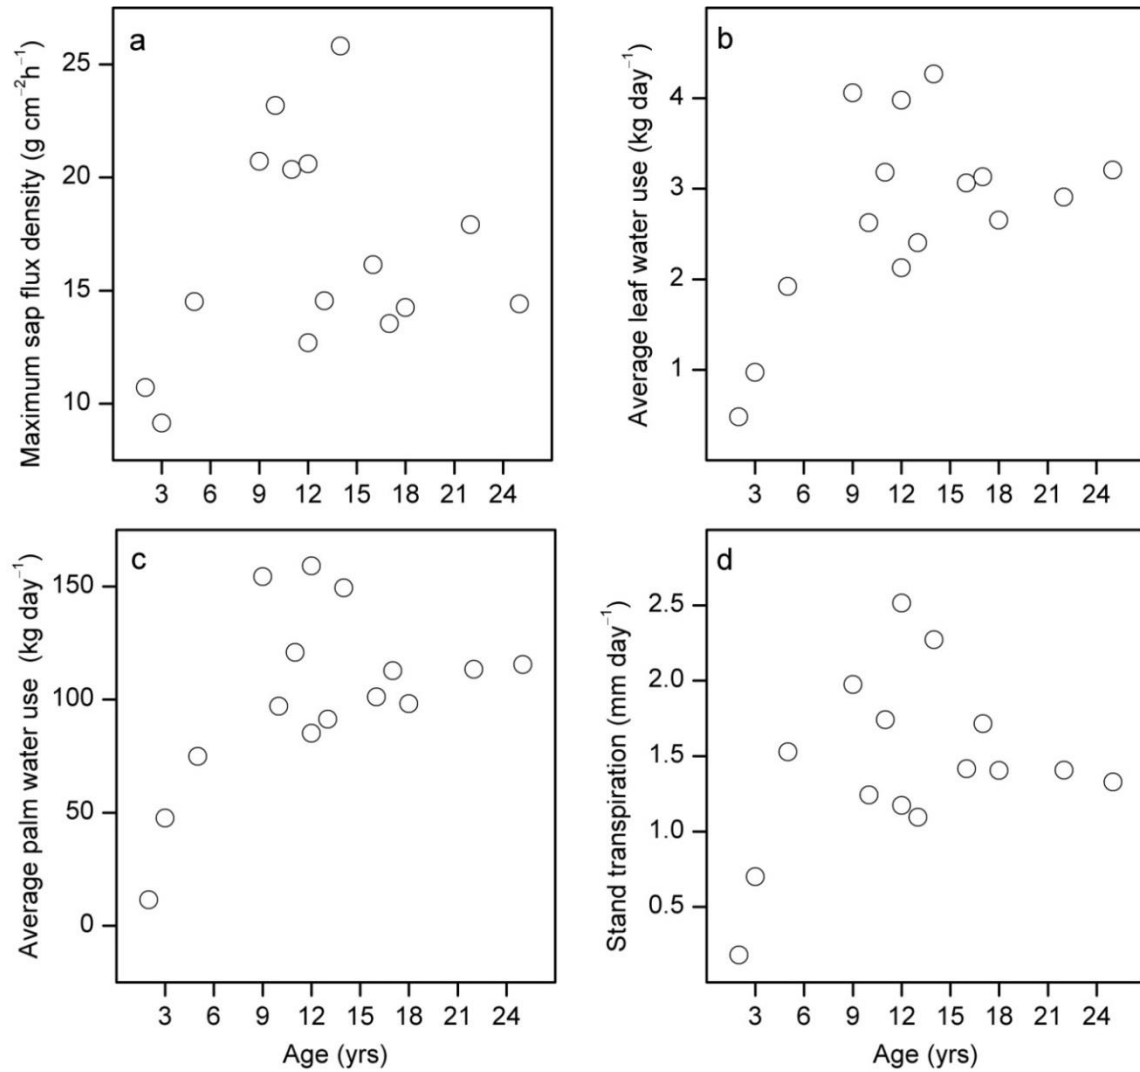 a
Maximum sap flux density (g cm⁻²h⁻¹)
25
20
15
10
3 6 9 12 15 18 21 24
b
Average leaf water use (kg day⁻¹)
4
3
2
1
3 6 9 12 15 18 21 24
c
Average palm water use (kg day⁻¹)
150
100
50
0
3 6 9 12 15 18 21 24
Age (yrs)
d
Stand transpiration (mm day⁻¹)
2.5
2.0
1.5
1.0
0.5
3 6 9 12 15 18 21 24
Age (yrs)